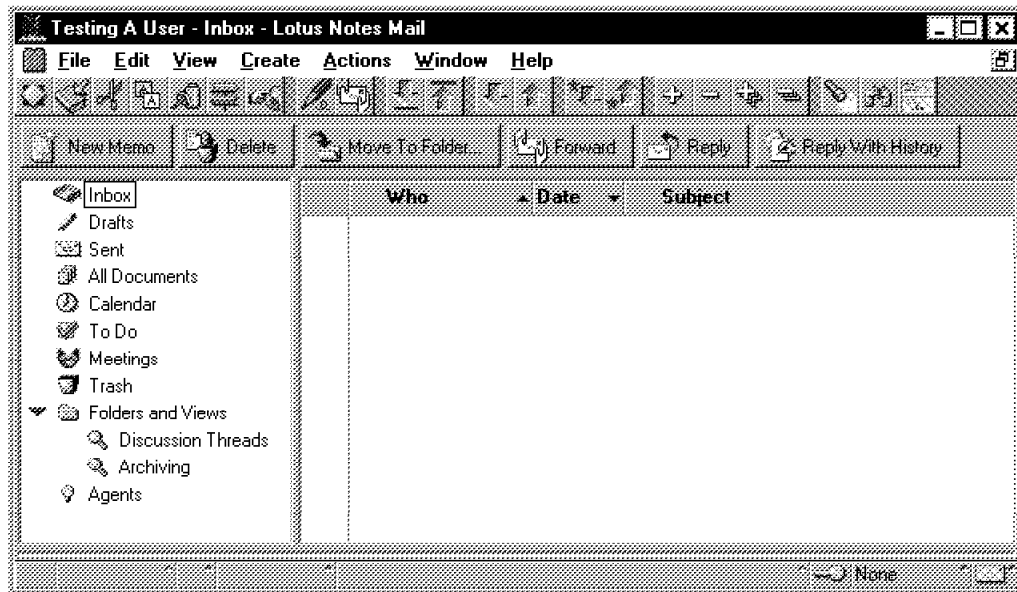 Testing A User - Inbox - Lotus Notes Mail
File Edit View Create Actions Window Help
New Memo Delete Move To Folder... Forward Reply Reply With History
Inbox
Drafts
Sent
All Documents
Calendar
To Do
Meetings
Trash
Folders and Views
Discussion Threads
Archiving
Agents
Who Date Subject
None